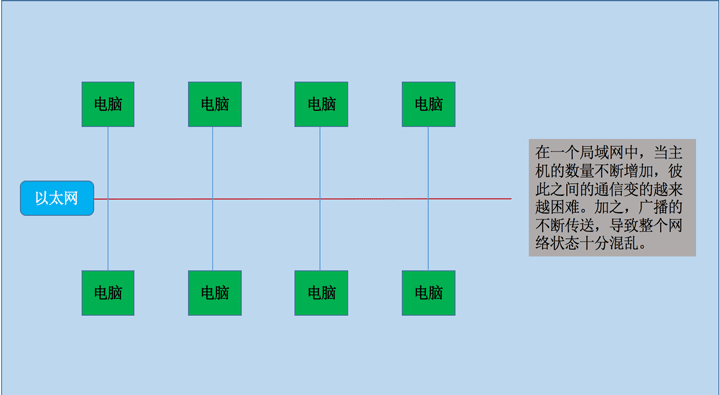 电脑 电脑 电脑 电脑
以太网
在一个局域网中，当主
机的数量不断增加，彼
此之间的通信变的越来
越困难。加之，广播的
不断传送，导致整个网
络状态十分混乱。
电脑 电脑 电脑 电脑